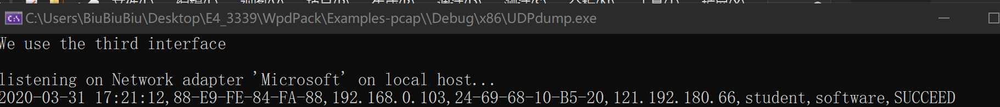 C:\Users\BiuBiuBiu\Desktop\E4_3339\WpdPack\Examples-pcap\\Debug\x86\UDPdump.exe
We use the third interface
listening on Network adapter 'Microsoft' on local host...
2020-03-31 17:21:12,88-E9-FE-84-FA-88,192.168.0.103,24-69-68-10-B5-20,121.192.180.66,student,software,SUCCEED